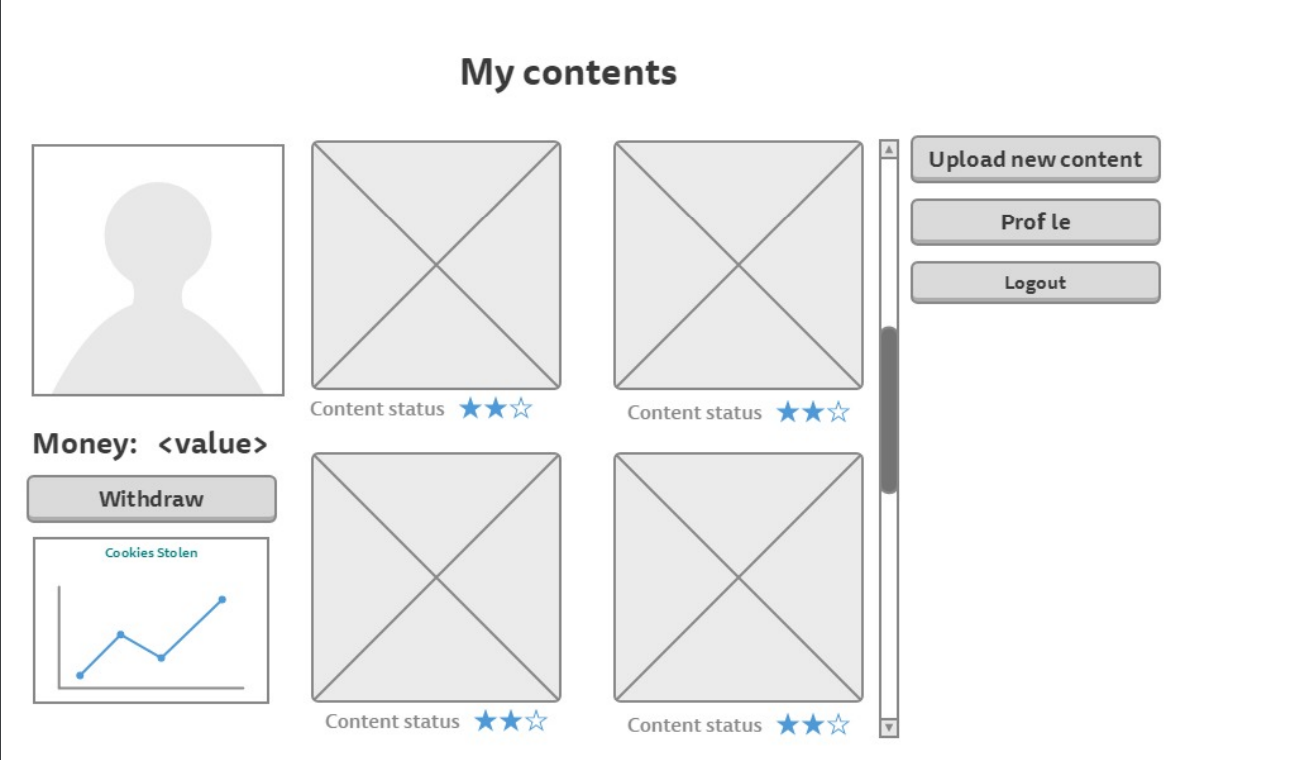 My contents
Upload new content
Prof le
Logout
Content status
Content status
Money: <value>
Withdraw
Cookies Stolen
Content status
Content status